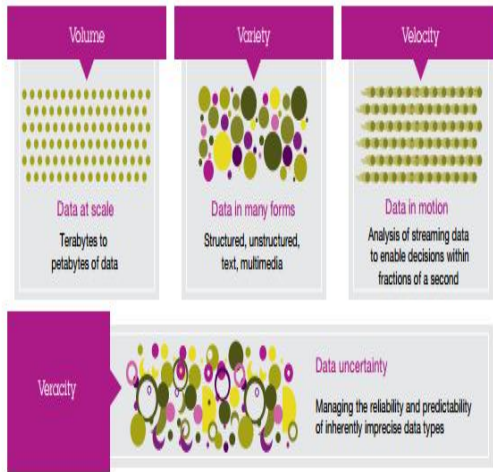 Volume
Data at scale
Terabytes to
petabytes of data
Variety
Data in many forms
Structured, unstructured,
text, multimedia
Velocity
Data in motion
Analysis of streaming data
to enable decisions within
fractions of a second
Veracity
Data uncertainty
Managing the reliability and predictability
of inherently imprecise data types